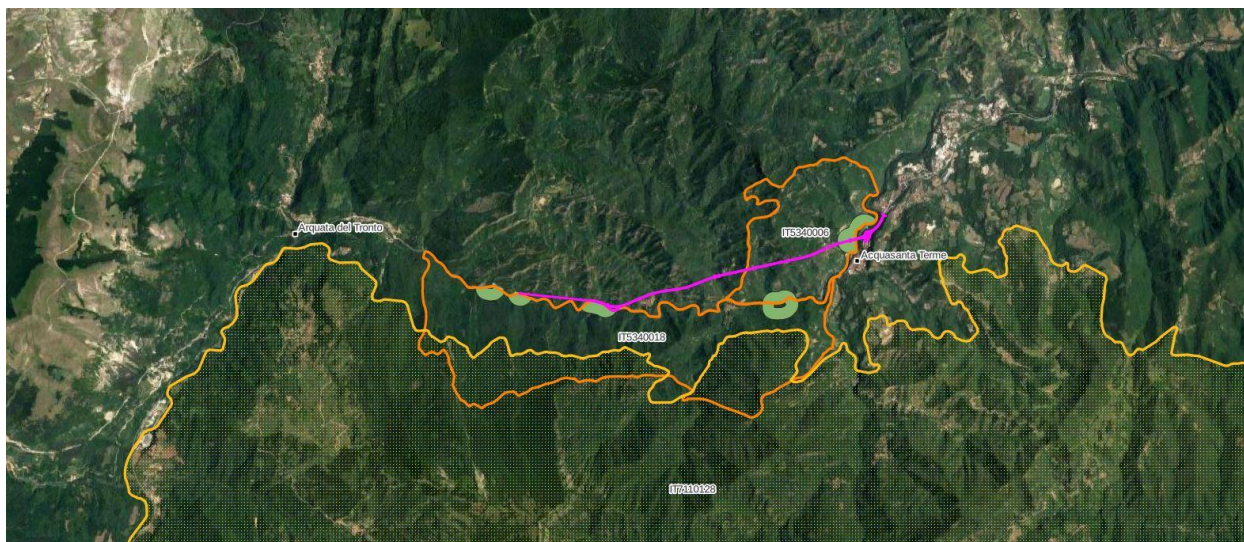 Arquata del Tronto
IT5340006
Acquasanta Terme
IT5340018
IT7110128